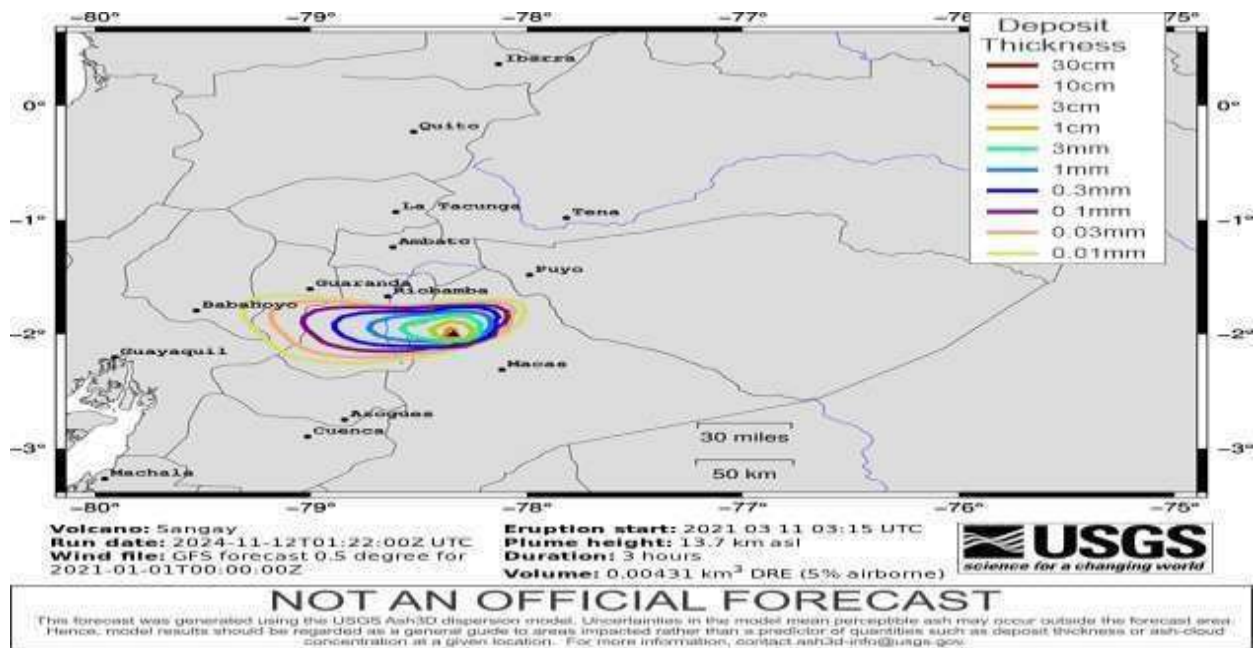 −80° −79° −78° −77° −76° −75°
Deposit
Thickness
30cm
10cm
3cm
1cm
3mm
1mm
0.3mm
0.1mm
0.03mm
0.01mm
Ibarra
0° 0°
Quito
La Tacunga
Tena
−1° −1°
Ambato
Puyo
Guaranda
Riobamba
Babahoyo
−2° −2°
Guayaquil
Macas
Azogues
Cuenca
30 miles
−3° −3°
50 km
Machala
−80° −79° −78° −77° −76° −75°
Volcano: Sangay
Run date: 2024-11-12T01:22:00Z UTC
Wind file: GFS forecast 0.5 degree for
2021-01-01T00:00:00Z
Eruption start: 2021 03 11 03:15 UTC
Plume height: 13.7 km asl
Duration: 3 hours
Volume: 0.00431 km³ DRE (5% airborne)
USGS
science for a changing world
NOT AN OFFICIAL FORECAST
This forecast was generated using the USGS Ash3D dispersion model. Uncertainties in the model mean perceptible ash may occur outside the forecast area.
Hence, model results should be regarded as a general guide to areas impacted rather than a predictor of quantities such as deposit thickness or ash-cloud
concentration at a given location. For more information, contact ash3d-info@usgs.gov.